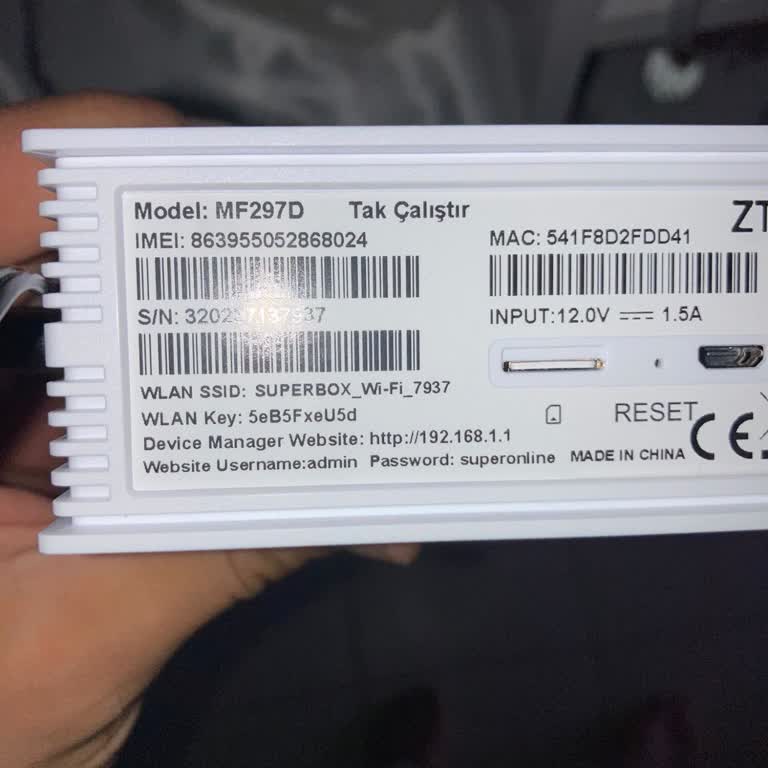 Model: MF297D Tak Çalıştır
IMEI: 863955052868024
S/N:
WLAN SSID: SUPERBOX_Wi-Fi_7937
WLAN Key: 5eB5FxeU5d
Device Manager Website: http://192.168.1.1
Website Username:admin Password: superonline
ZT
MAC: 541F8D2FDD41
INPUT:12.0V 1.5A
RESET
MADE IN CHINA
CE